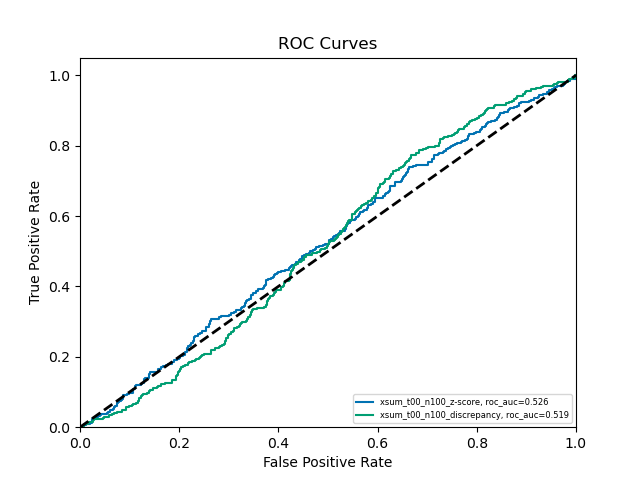 ROC Curves
1.0
0.8
0.6
0.4
0.2
0.0
True Positive Rate
xsum_t00_n100_z-score, roc_auc=0.526
xsum_t00_n100_discrepancy, roc_auc=0.519
0.0 0.2 0.4 0.6 0.8 1.0
False Positive Rate